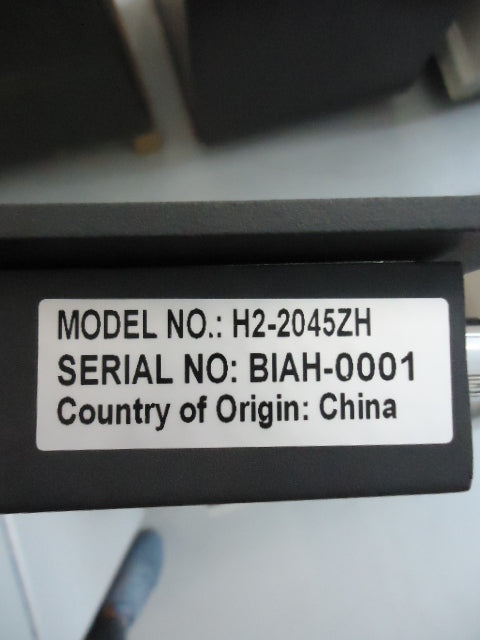 MODEL NO.: H2-2045ZH
SERIAL NO: BIAH-0001
Country of Origin: China